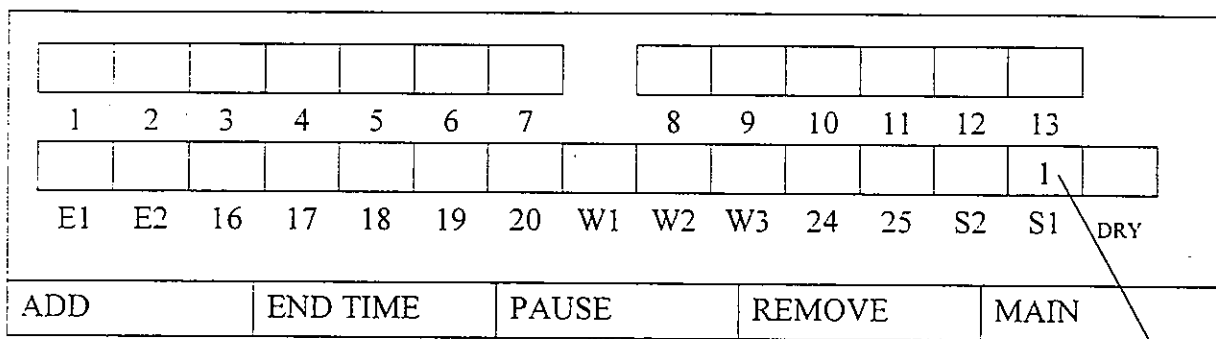 1 2 3 4 5 6 7 8 9 10 11 12 13
1
E1 E2 16 17 18 19 20 W1 W2 W3 24 25 S2 S1 DRY
ADD END TIME PAUSE REMOVE MAIN